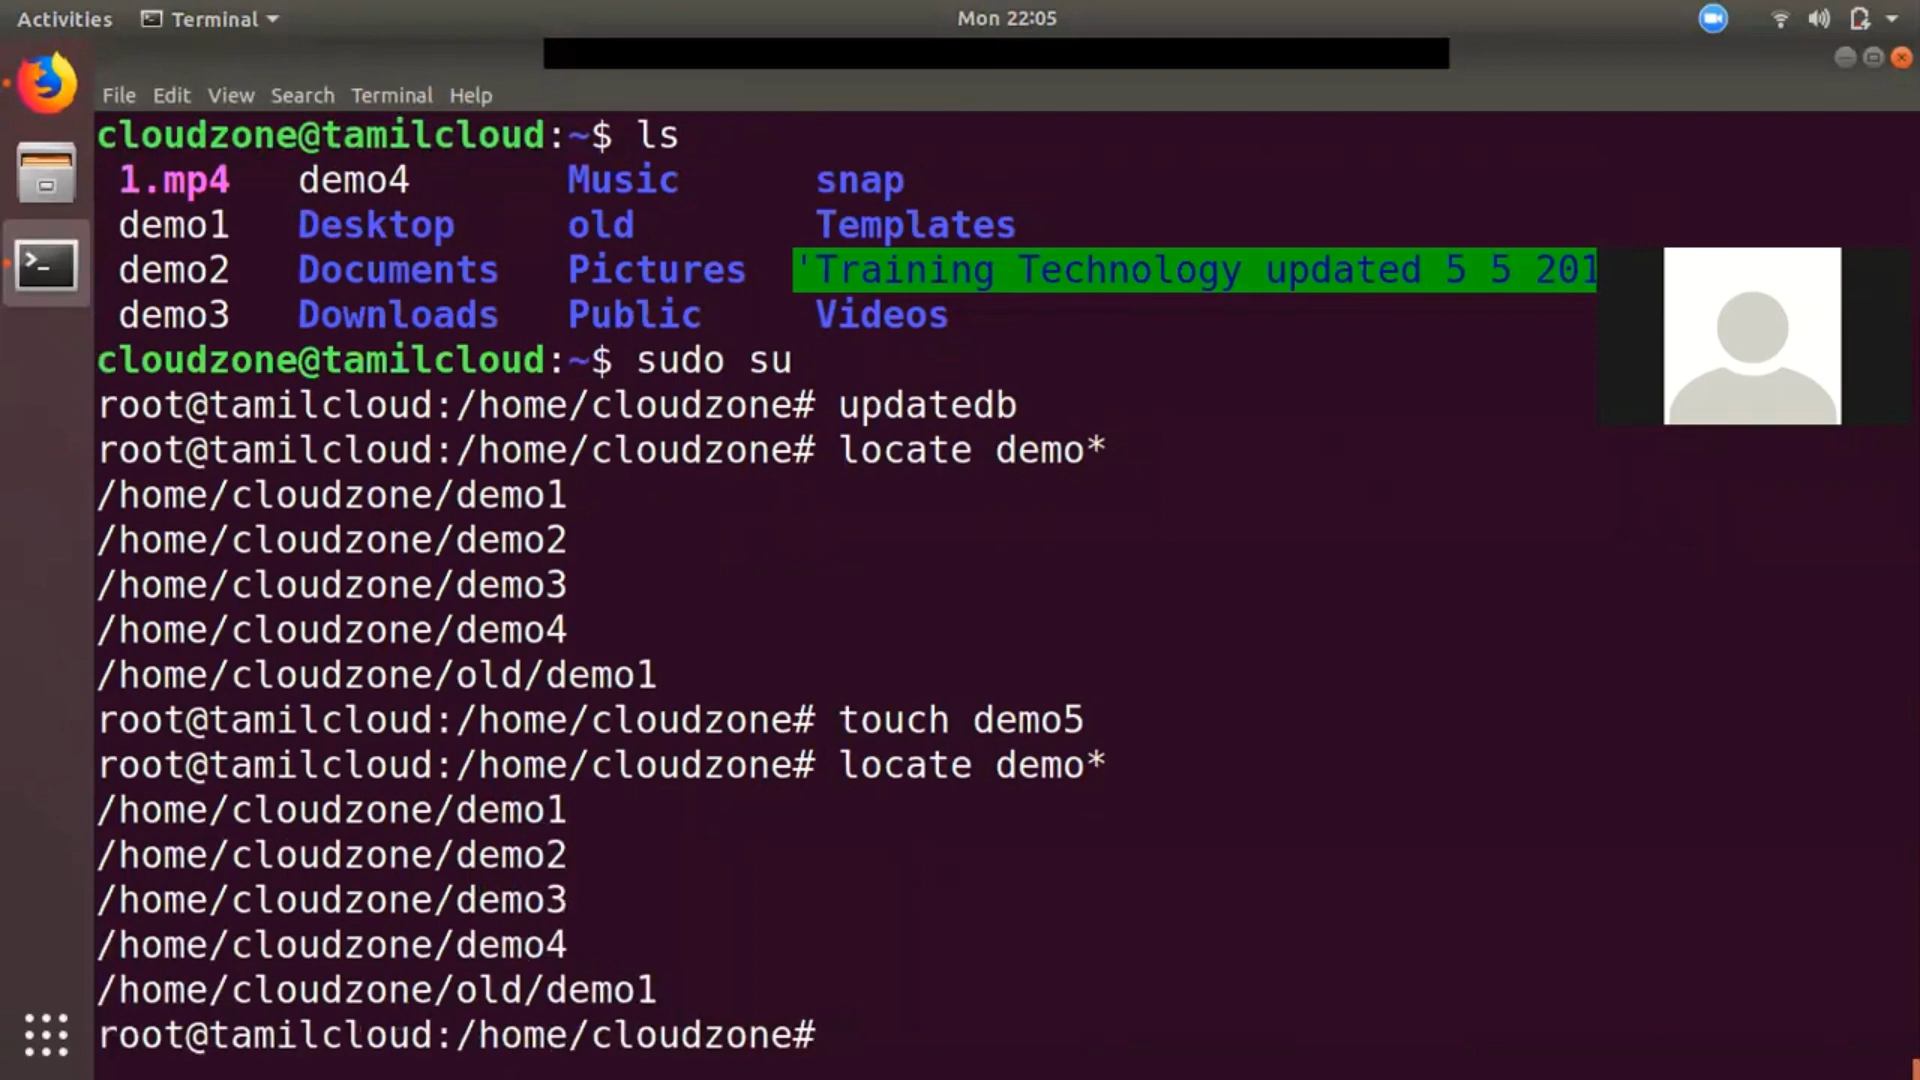 Activities Terminal Mon 22:05
File Edit View Search Terminal Help
cloudzone@tamilcloud:~$ ls
1.mp4 demo4 Music snap
demo1 Desktop old Templates
demo2 Documents Pictures 'Training Technology updated 5 5 201
demo3 Downloads Public Videos
cloudzone@tamilcloud:~$ sudo su
root@tamilcloud:/home/cloudzone# updatedb
root@tamilcloud:/home/cloudzone# locate demo*
/home/cloudzone/demo1
/home/cloudzone/demo2
/home/cloudzone/demo3
/home/cloudzone/demo4
/home/cloudzone/old/demo1
root@tamilcloud:/home/cloudzone# touch demo5
root@tamilcloud:/home/cloudzone# locate demo*
/home/cloudzone/demo1
/home/cloudzone/demo2
/home/cloudzone/demo3
/home/cloudzone/demo4
/home/cloudzone/old/demo1
root@tamilcloud:/home/cloudzone#